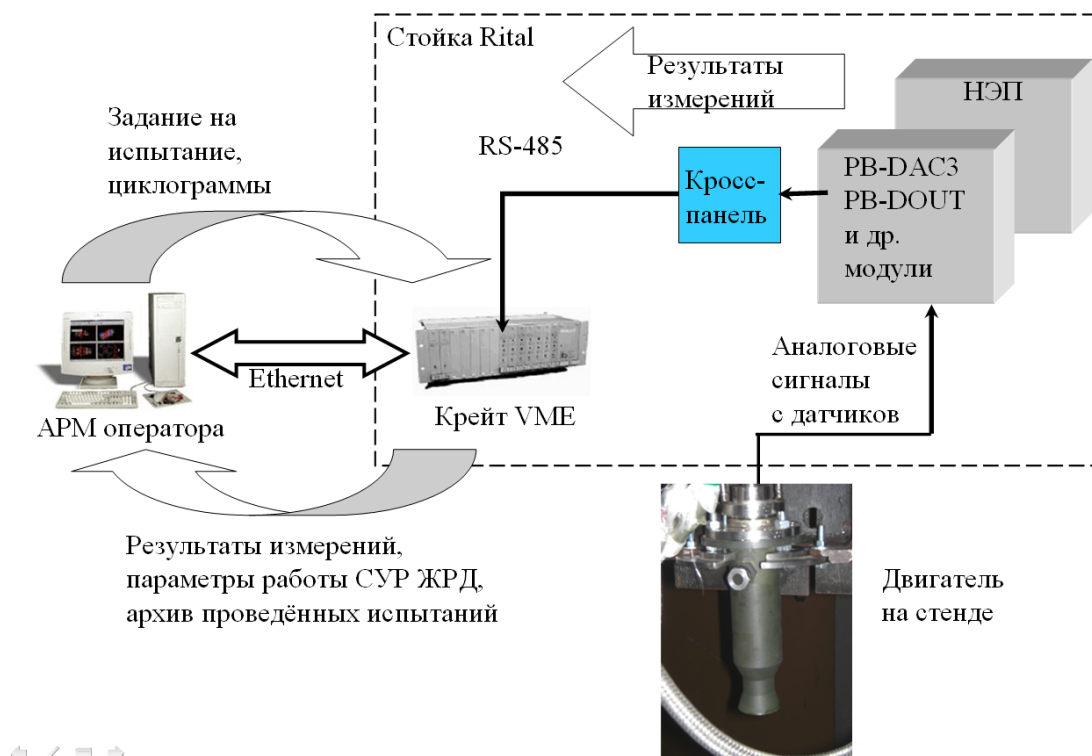 Стойка Rital
Результаты
измерений
НЭП
Задание на
испытание,
циклограммы
RS-485
Кросс-
панель
PB-DAC3
PB-DOUT
и др.
модули
Ethernet
АРМ оператора
Крейт VME
Аналоговые
сигналы
с датчиков
Результаты измерений,
параметры работы СУР ЖРД,
архив проведённых испытаний
Двигатель
на стенде